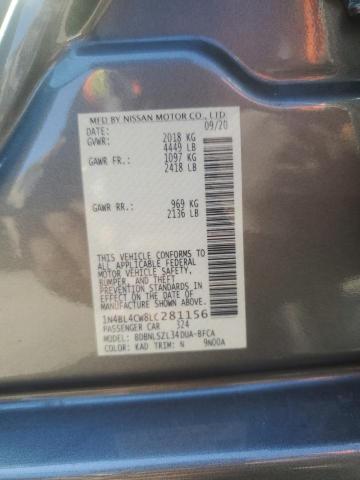 MFD BY NISSAN MOTOR CO., LTD.
DATE: 09/20
GVWR: 2018 KG
4449 LB
GAWR FR: 1097 KG
2418 LB
GAWR RR: 969 KG
2136 LB
THIS VEHICLE CONFORMS TO
ALL APPLICABLE FEDERAL
MOTOR VEHICLE SAFETY,
BUMPER, AND THEFT
PREVENTION STANDARDS
IN EFFECT ON THE DATE OF
MANUFACTURE SHOWN ABOVE.
1N4BL4CW8LC281156
PASSENGER CAR 324
MODEL: BDBNLSZL34DUA-BFCA
COLOR: KAD TRIM: N 9N00A